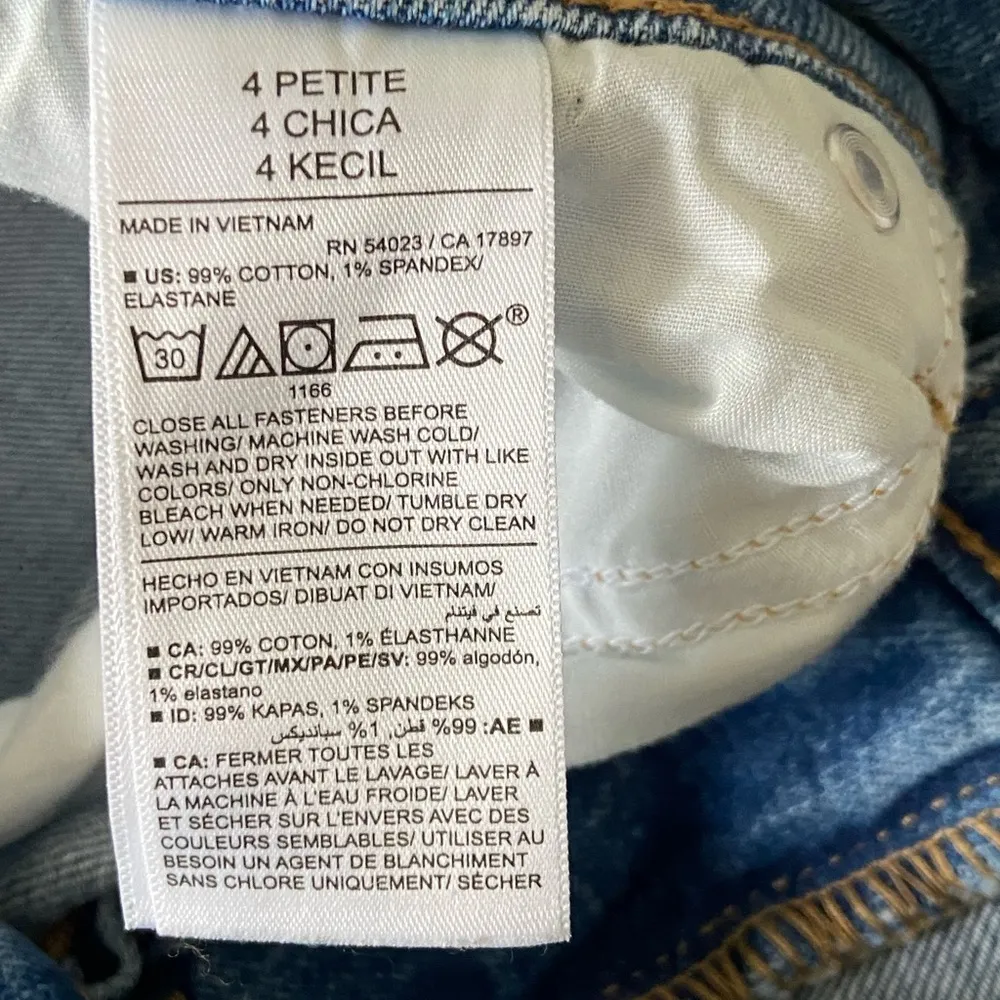 4 PETITE
4 CHICA
4 KECIL
MADE IN VIETNAM
RN 54023 / CA 17897
■ US: 99% COTTON, 1% SPANDEX/
ELASTANE
30
®
1166
CLOSE ALL FASTENERS BEFORE
WASHING/ MACHINE WASH COLD/
WASH AND DRY INSIDE OUT WITH LIKE
COLORS/ ONLY NON-CHLORINE
BLEACH WHEN NEEDED/ TUMBLE DRY
LOW/ WARM IRON/ DO NOT DRY CLEAN
HECHO EN VIETNAM CON INSUMOS
IMPORTADOS/ DIBUAT DI VIETNAM/
تصنع في فيتنام
■ CA: 99% COTON, 1% ÉLASTHANNE
■ CR/CL/GT/MX/PA/PE/SV: 99% algodón,
1% elastano
■ ID: 99% KAPAS, 1% SPANDEKS
■ AE: 99% قطن, 1% سباندیكس
■ CA: FERMER TOUTES LES
ATTACHES AVANT LE LAVAGE/ LAVER À
LA MACHINE À L'EAU FROIDE/ LAVER
ET SÉCHER SUR L'ENVERS AVEC DES
COULEURS SEMBLABLES/ UTILISER AU
BESOIN UN AGENT DE BLANCHIMENT
SANS CHLORE UNIQUEMENT/ SÉCHER